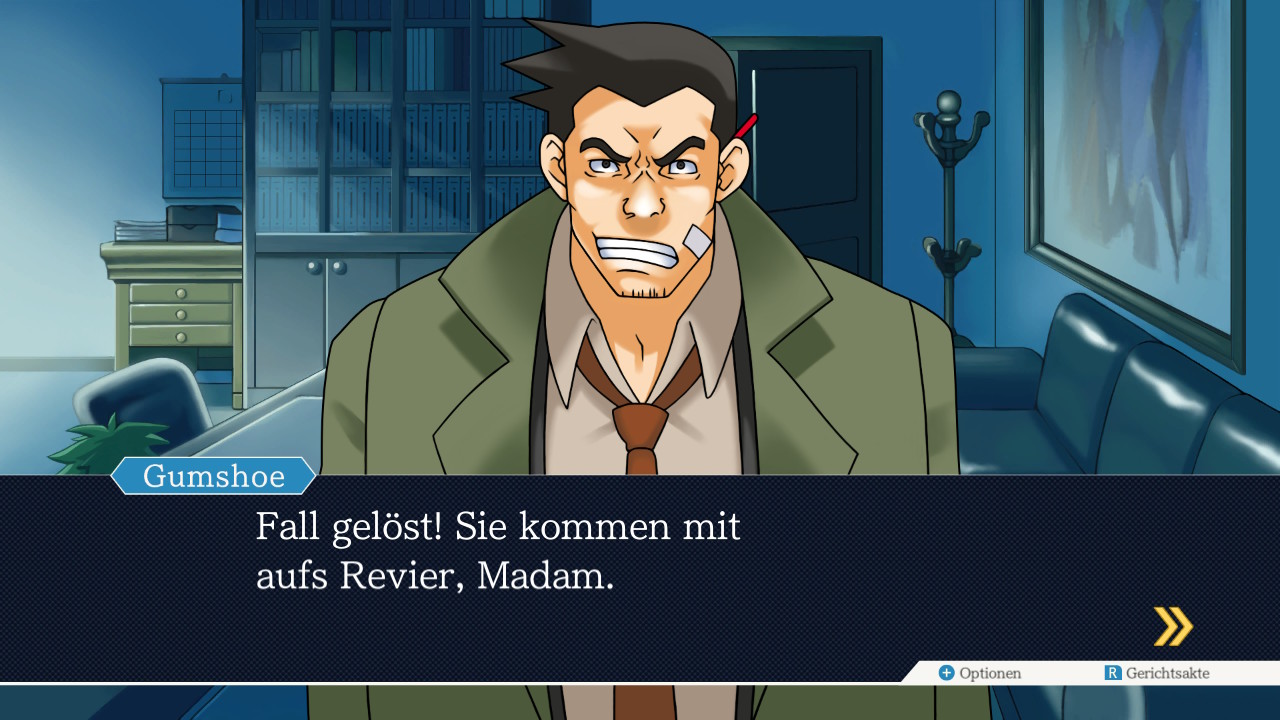 Gumshoe
Fall gelöst! Sie kommen mit
aufs Revier, Madam.
+ Optionen
R Gerichtsakte